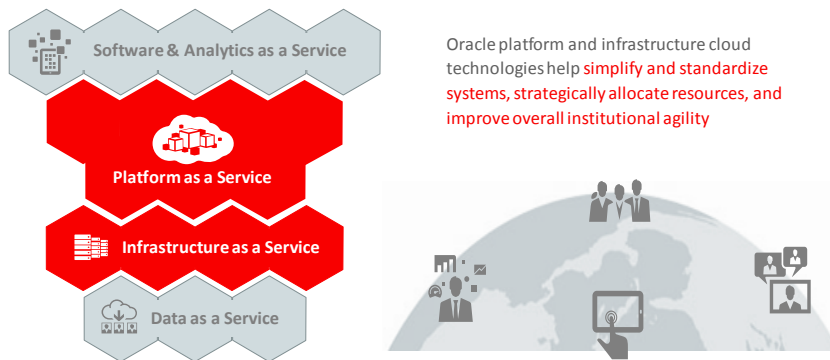 Software & Analytics as a Service
Platform as a Service
Infrastructure as a Service
Data as a Service
Oracle platform and infrastructure cloud
technologies help simplify and standardize
systems, strategically allocate resources, and
improve overall institutional agility